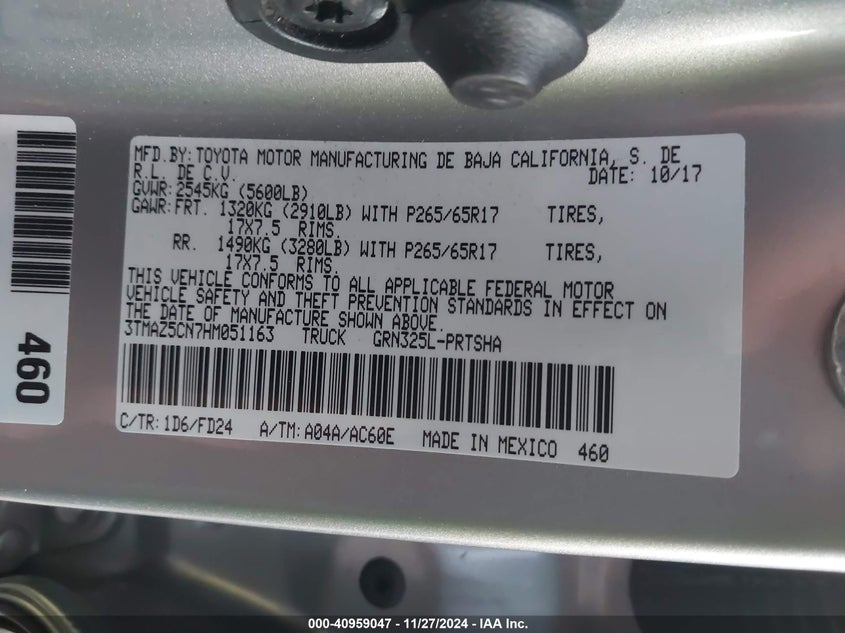 MFD.BY:TOYOTA MOTOR MANUFACTURING DE BAJA CALIFORNIA, S. DE
R.L. DE C.V. DATE: 10/17
GVWR:2545KG (5600LB)
GAWR:FRT. 1320KG (2910LB) WITH P265/65R17 TIRES,
17X7.5 RIMS.
RR. 1490KG (3280LB) WITH P265/65R17 TIRES,
17X7.5 RIMS.
THIS VEHICLE CONFORMS TO ALL APPLICABLE FEDERAL MOTOR
VEHICLE SAFETY AND THEFT PREVENTION STANDARDS IN EFFECT ON
THE DATE OF MANUFACTURE SHOWN ABOVE.
3TMAZ5CN7HM051163 TRUCK GRN325L-PRTSHA
C/TR:1D6/FD24 A/TM:A04A/AC60E MADE IN MEXICO 460
460
000-40959047 — 11/27/2024 — IAA Inc.